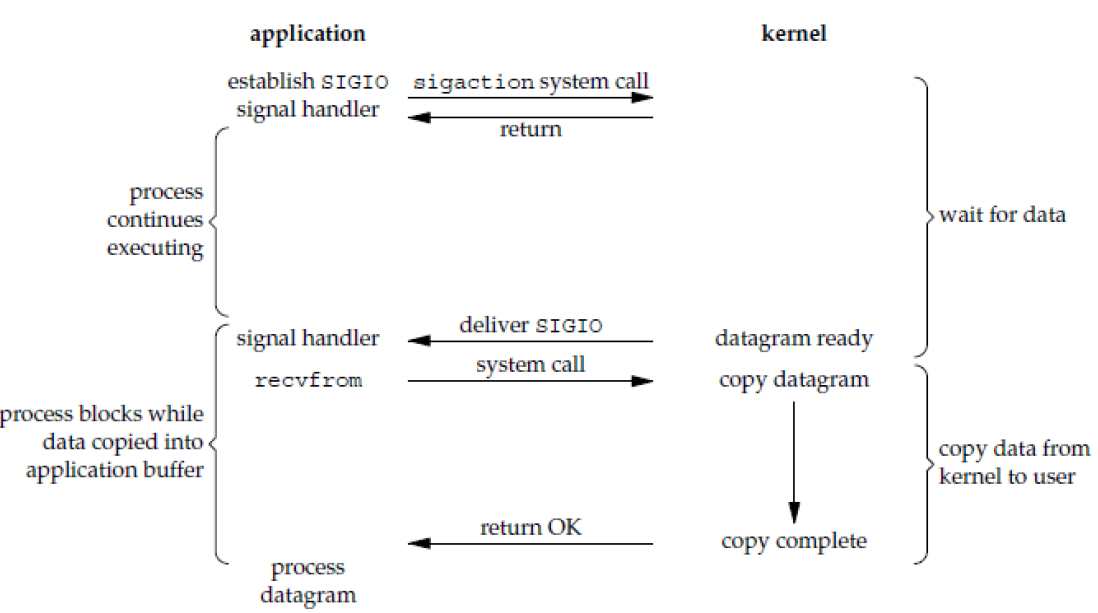 application kernel
establish SIGIO sigaction system call
signal handler
return
process
continues
executing
wait for data
deliver SIGIO
signal handler datagram ready
system call
recvfrom copy datagram
process blocks while
data copied into
application buffer
copy data from
kernel to user
return OK
copy complete
process
datagram